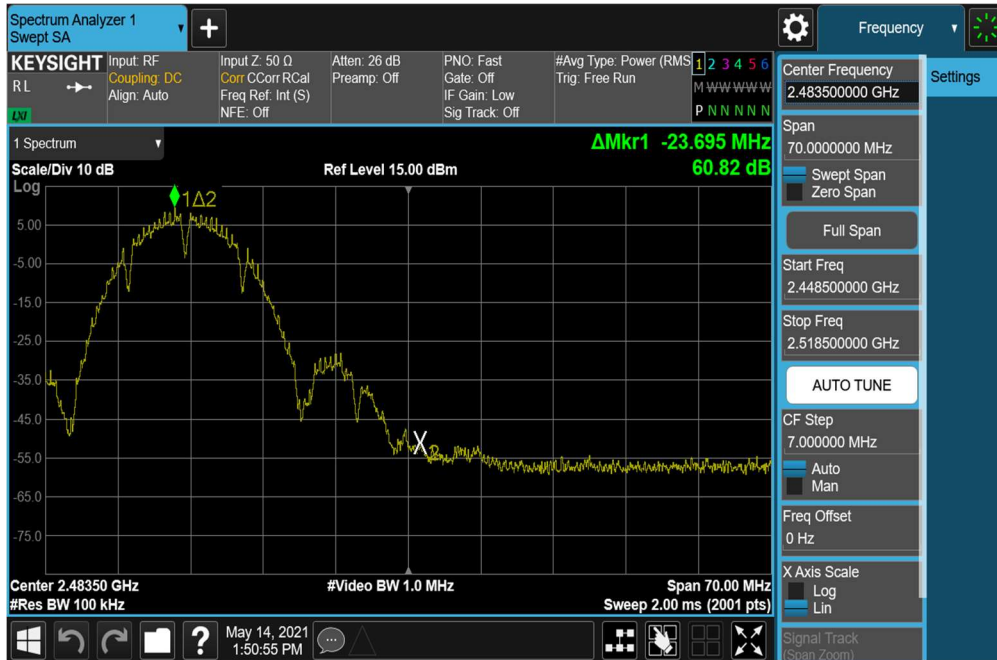 Spectrum Analyzer 1
Swept SA
Frequency
KEYSIGHT
R L
LXI
Input: RF
Coupling: DC
Align: Auto
Input Z: 50 Ω
Corr CCorr RCal
Freq Ref: Int (S)
NFE: Off
Atten: 26 dB
Preamp: Off
PNO: Fast
Gate: Off
IF Gain: Low
Sig Track: Off
#Avg Type: Power (RMS
Trig: Free Run
1 2 3 4 5 6
M W W W W W
P N N N N N
1 Spectrum
Scale/Div 10 dB
Ref Level 15.00 dBm
ΔMkr1 -23.695 MHz
60.82 dB
Log
1Δ2
5.00
-5.00
-15.0
-25.0
-35.0
-45.0
-55.0
-65.0
-75.0
X2
Center 2.48350 GHz
#Res BW 100 kHz
#Video BW 1.0 MHz
Span 70.00 MHz
Sweep 2.00 ms (2001 pts)
May 14, 2021
1:50:55 PM
Center Frequency
2.483500000 GHz
Settings
Span
70.0000000 MHz
Swept Span
Zero Span
Full Span
Start Freq
2.448500000 GHz
Stop Freq
2.518500000 GHz
AUTO TUNE
CF Step
7.000000 MHz
Auto
Man
Freq Offset
0 Hz
X Axis Scale
Log
Lin
Signal Track
(Span Zoom)